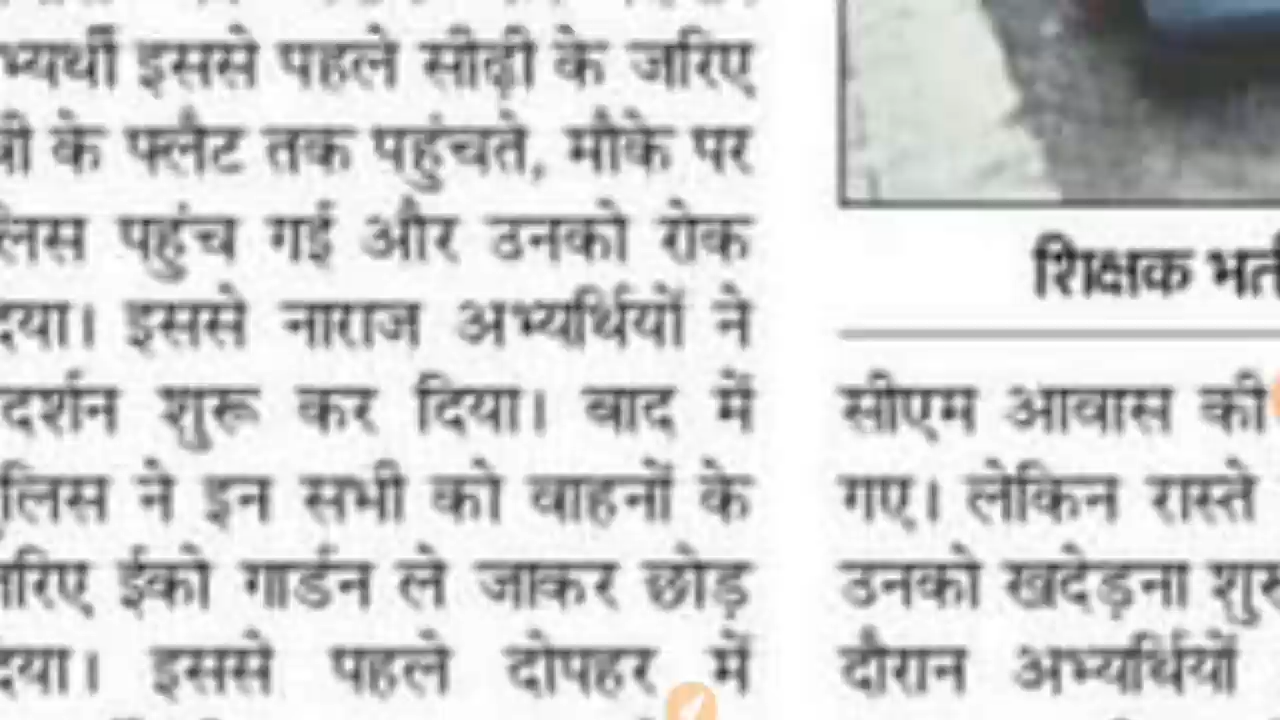 भ्यर्थी इससे पहले सीढ़ी के जरिए
त्री के फ्लैट तक पहुंचते, मौके पर
लिस पहुंच गई और उनको रोक
दिया। इससे नाराज अभ्यर्थियों ने
दर्शन शुरू कर दिया। बाद में
लिस ने इन सभी को वाहनों के
जरिए ईको गार्डन ले जाकर छोड़
दिया। इससे पहले दोपहर में
शिक्षक भर्ती
सीएम आवास की
गए। लेकिन रास्ते
उनको खदेड़ना शुरू
दौरान अभ्यर्थियों